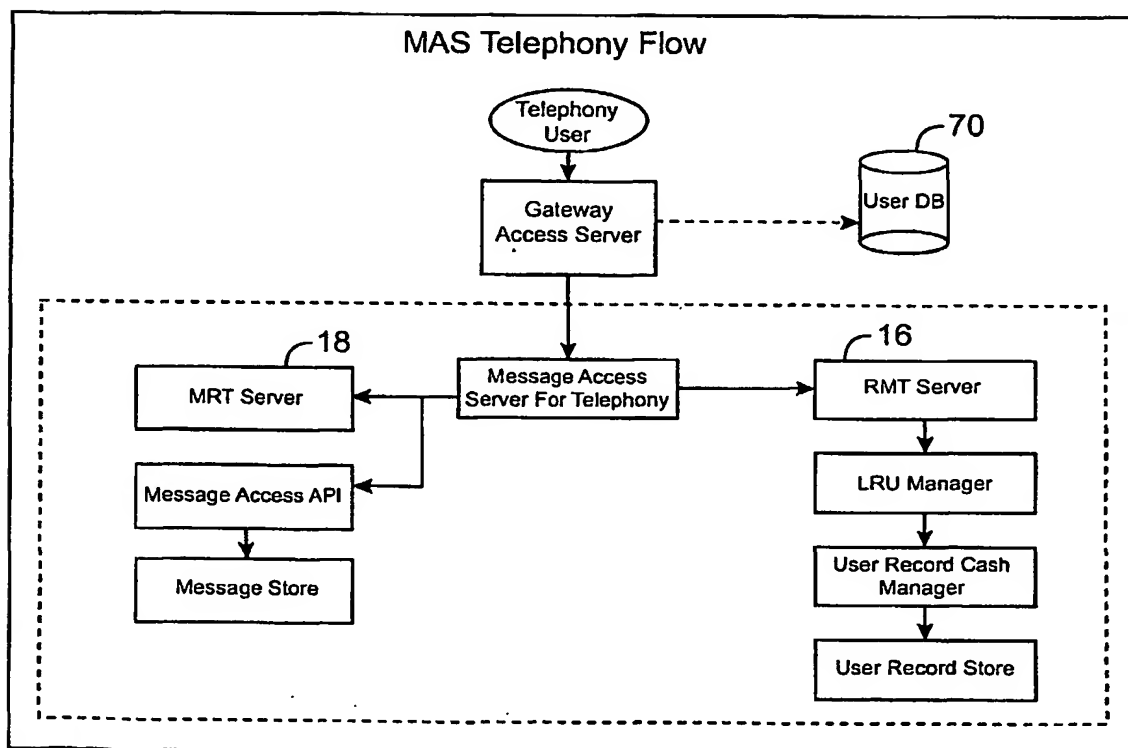 MAS Telephony Flow
Telephony
User
70
User DB
Gateway
Access Server
18
MRT Server
Message Access
Server For Telephony
16
RMT Server
Message Access API
LRU Manager
Message Store
User Record Cash
Manager
User Record Store